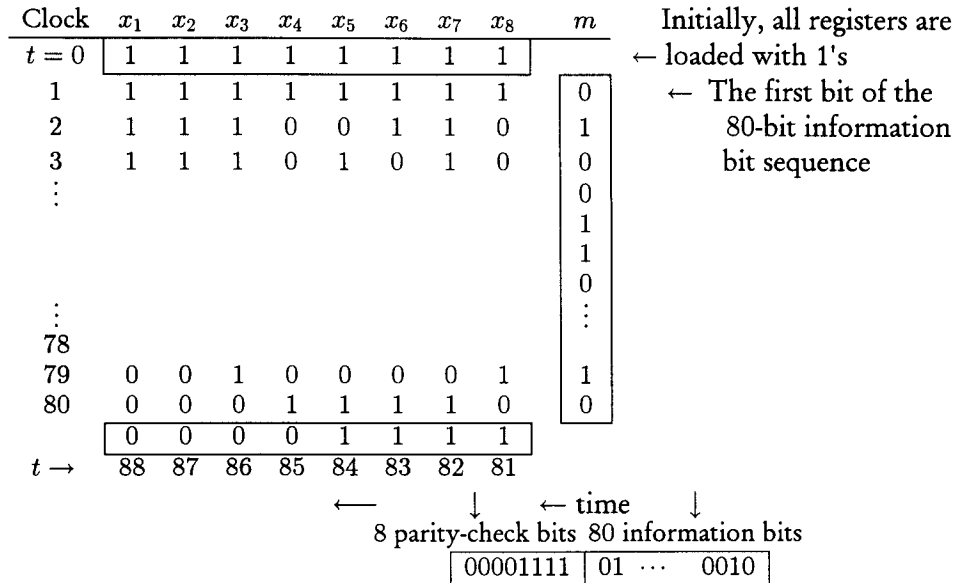 Clock x1 x2 x3 x4 x5 x6 x7 x8 m Initially, all registers are
t = 0 1 1 1 1 1 1 1 1 ← loaded with 1's
1 1 1 1 1 1 1 1 1 0 ← The first bit of the
2 1 1 1 0 0 1 1 0 1 80-bit information
3 1 1 1 0 1 0 1 0 0 bit sequence
⋮ 0
1
1
0
⋮ ⋮
78
79 0 0 1 0 0 0 0 1 1
80 0 0 0 1 1 1 1 0 0
0 0 0 0 1 1 1 1
t → 88 87 86 85 84 83 82 81
← ↓ ← time ↓
8 parity-check bits 80 information bits
00001111 01 ⋯ 0010